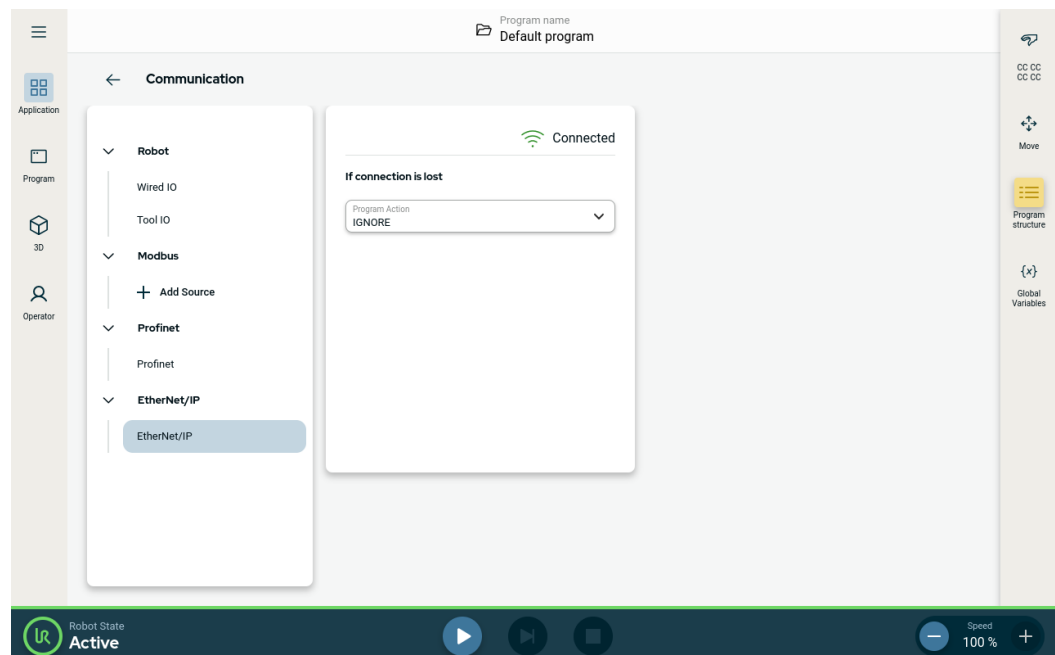 Program name
Default program
Application
Program
3D
Operator
Communication
Robot
Wired IO
Tool IO
Modbus
Add Source
Profinet
Profinet
EtherNet/IP
EtherNet/IP
Connected
If connection is lost
Program Action
IGNORE
CC CC
CC CC
Move
Program
structure
{x}
Global
Variables
UR
Robot State
Active
Speed
100 %